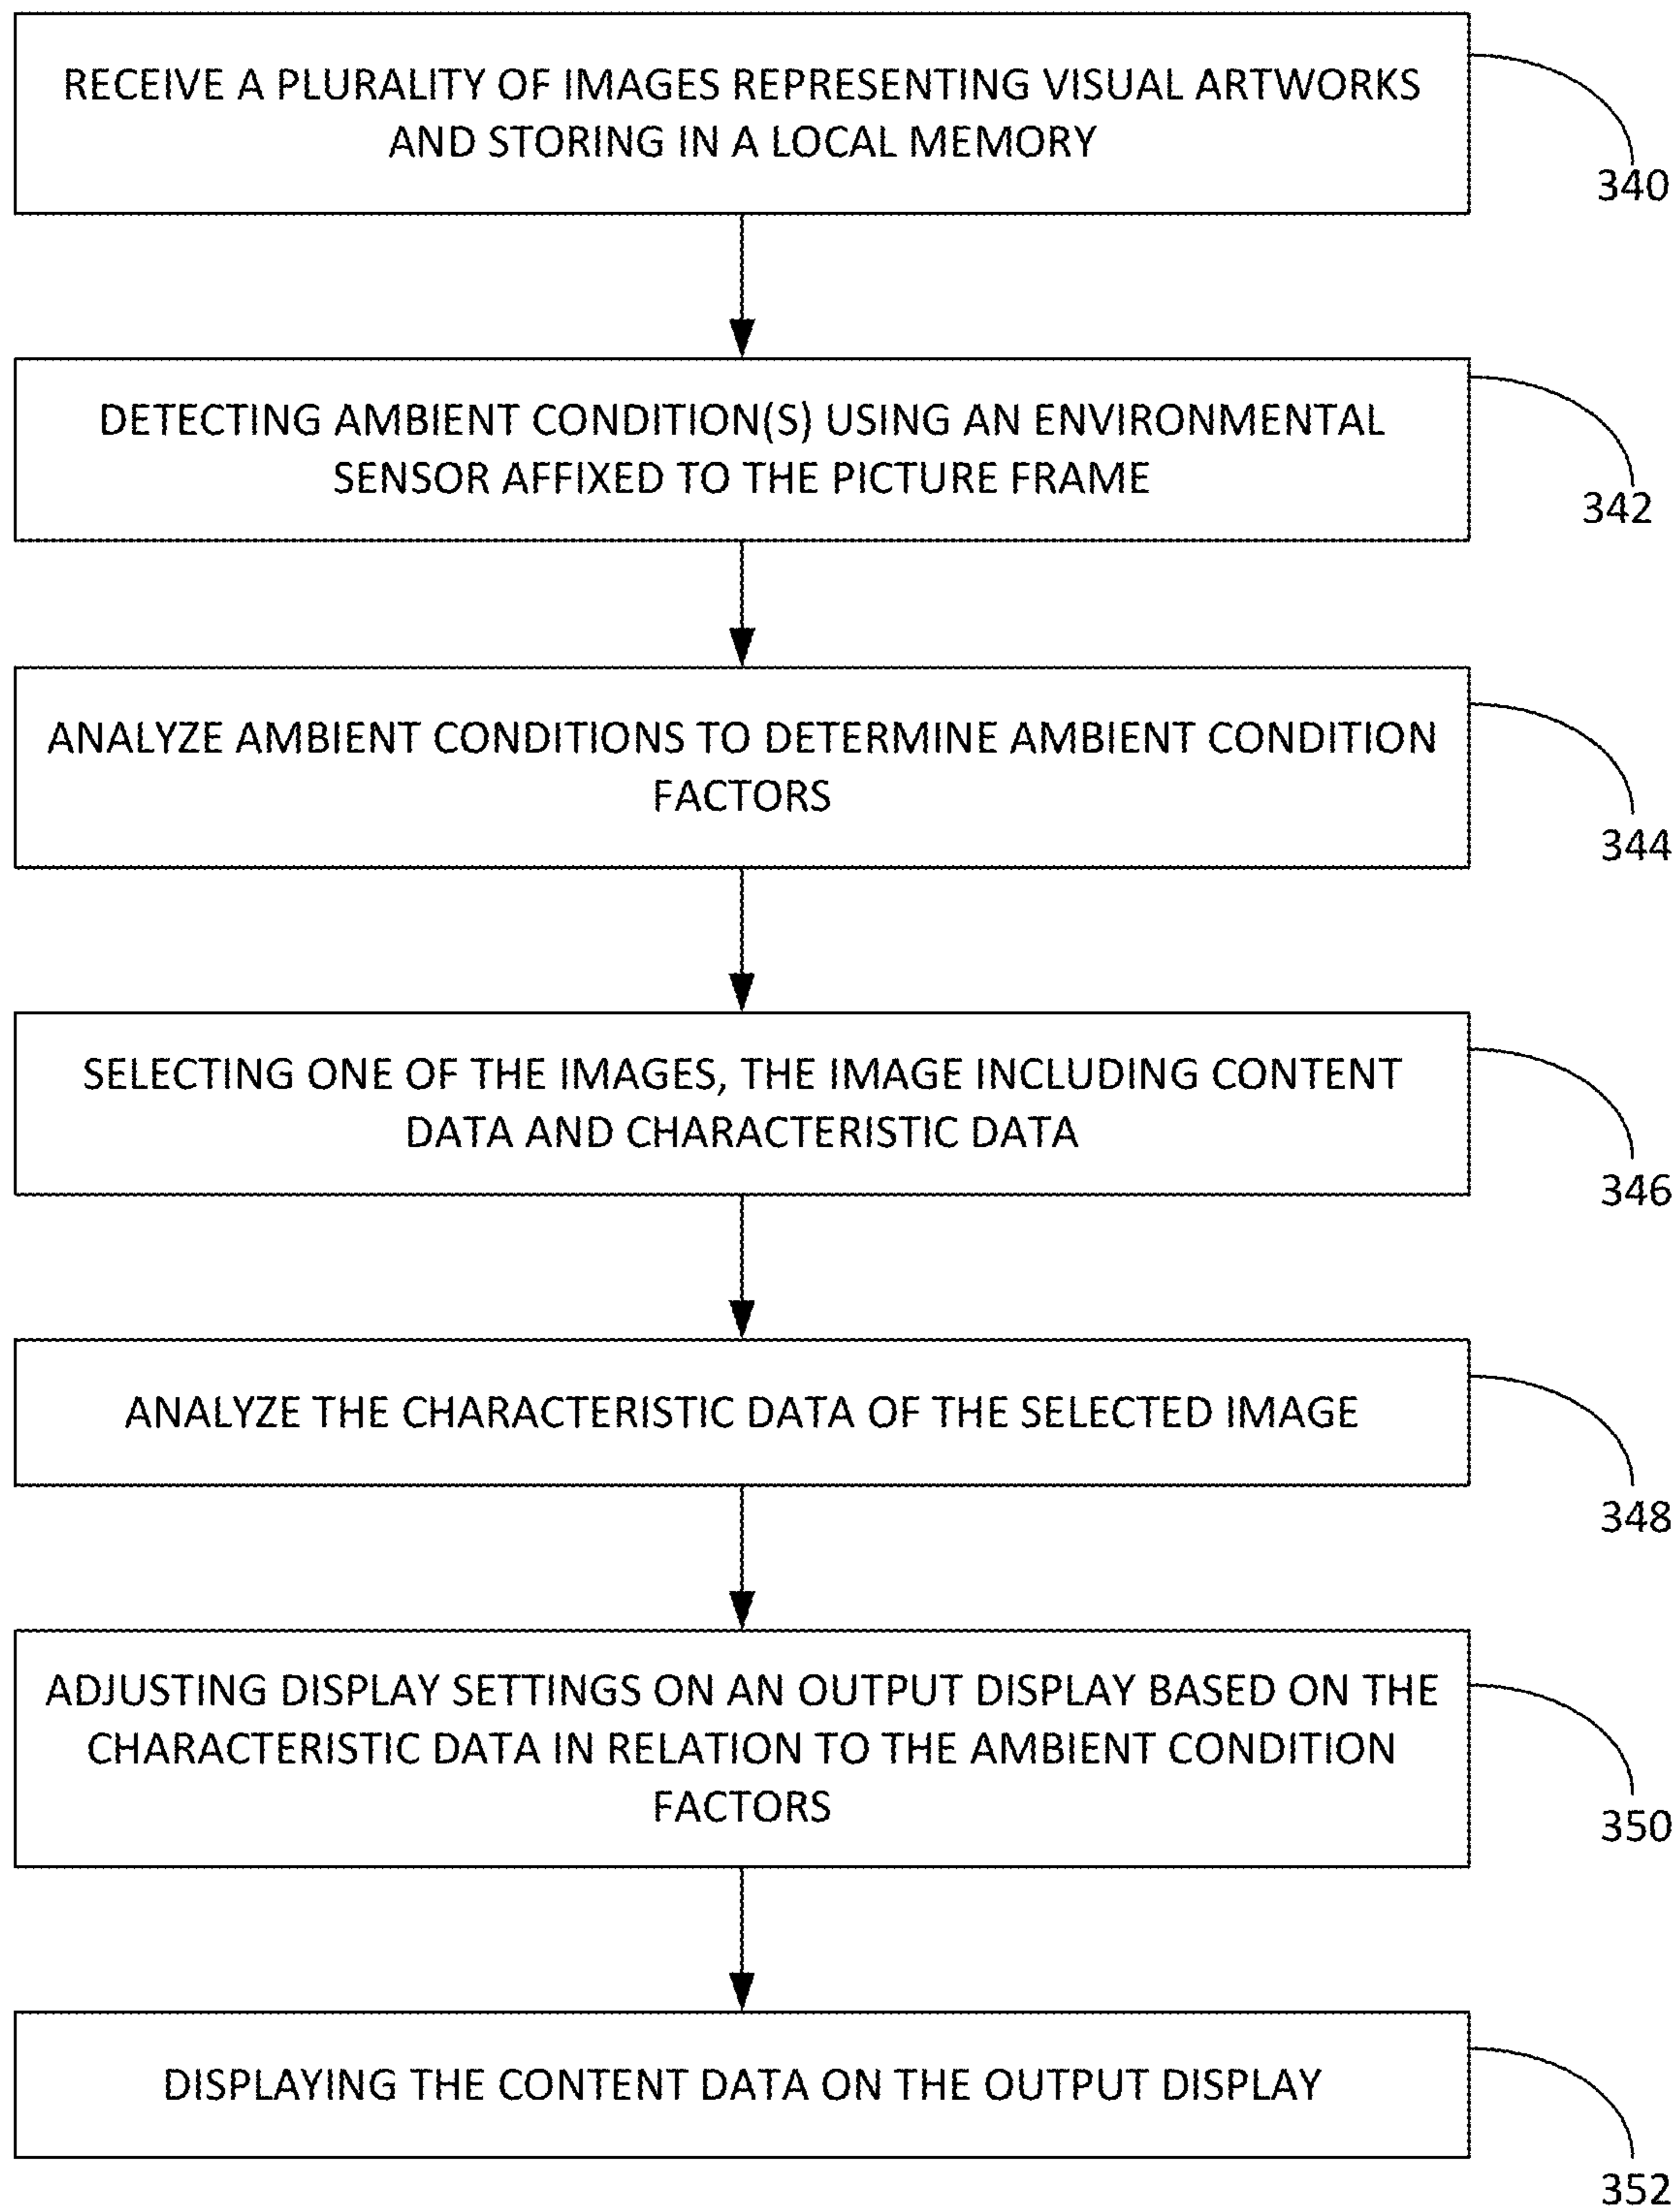 RECEIVE A PLURALITY OF IMAGES REPRESENTING VISUAL ARTWORKS
AND STORING IN A LOCAL MEMORY
340
DETECTING AMBIENT CONDITION(S) USING AN ENVIRONMENTAL
SENSOR AFFIXED TO THE PICTURE FRAME
342
ANALYZE AMBIENT CONDITIONS TO DETERMINE AMBIENT CONDITION
FACTORS
344
SELECTING ONE OF THE IMAGES, THE IMAGE INCLUDING CONTENT
DATA AND CHARACTERISTIC DATA
346
ANALYZE THE CHARACTERISTIC DATA OF THE SELECTED IMAGE
348
ADJUSTING DISPLAY SETTINGS ON AN OUTPUT DISPLAY BASED ON THE
CHARACTERISTIC DATA IN RELATION TO THE AMBIENT CONDITION
FACTORS
350
DISPLAYING THE CONTENT DATA ON THE OUTPUT DISPLAY
352